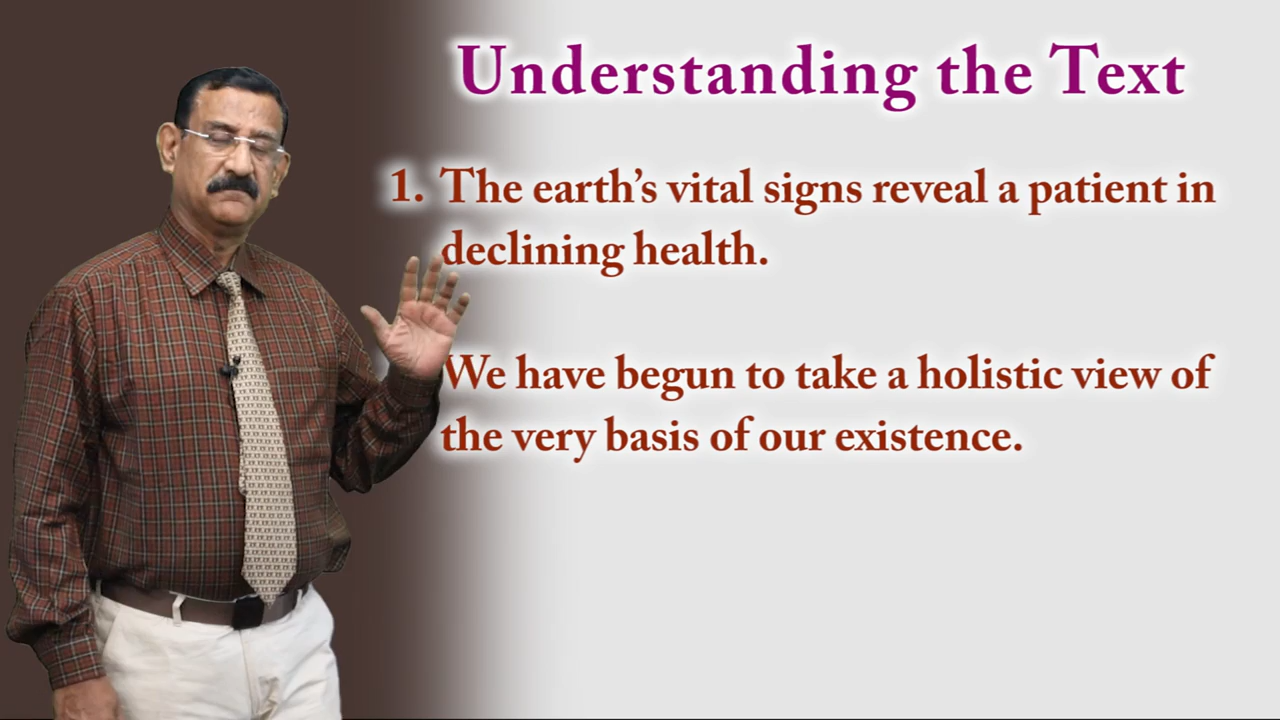 Understanding the Text
1. The earth's vital signs reveal a patient in
declining health.
We have begun to take a holistic view of
the very basis of our existence.